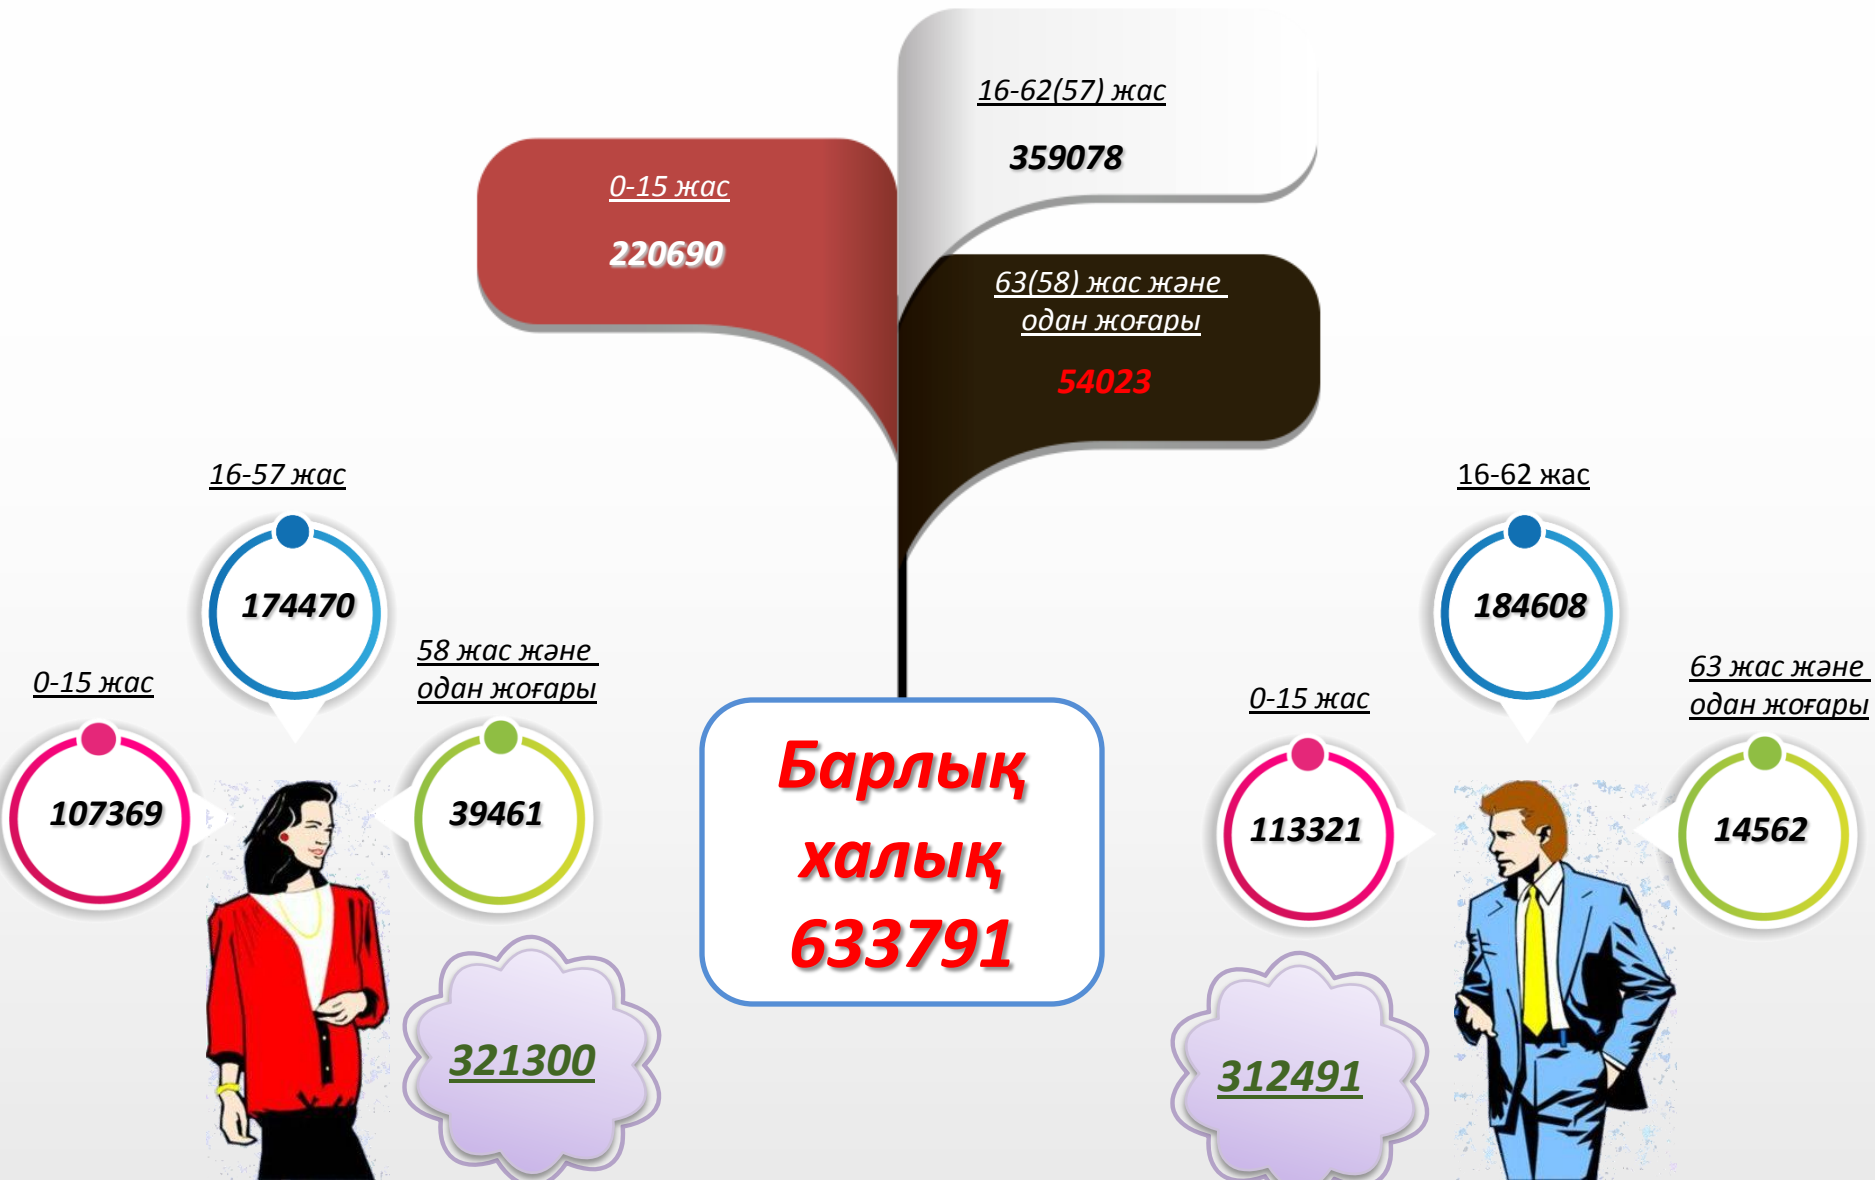 16-62(57) жас
359078
0-15 жас
220690
63(58) жас және
одан жоғары
54023
16-57 жас
174470
58 жас және
одан жоғары
39461
0-15 жас
107369
321300
Барлық
халық
633791
16-62 жас
184608
63 жас және
одан жоғары
14562
0-15 жас
113321
312491